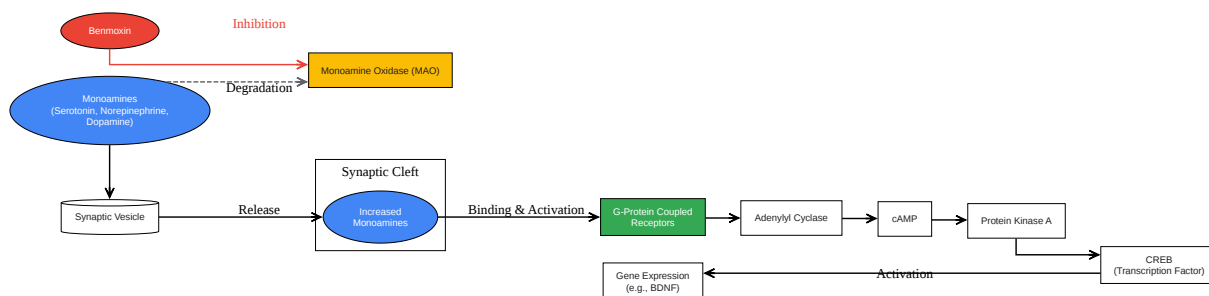 Benmoxin
Inhibition
Monoamine Oxidase (MAO)
Degradation
Monoamines
(Serotonin, Norepinephrine,
Dopamine)
Synaptic Cleft
Synaptic Vesicle
Release
Increased
Monoamines
Binding & Activation
G-Protein Coupled
Receptors
Adenylyl Cyclase
cAMP
Protein Kinase A
CREB
(Transcription Factor)
Activation
Gene Expression
(e.g., BDNF)